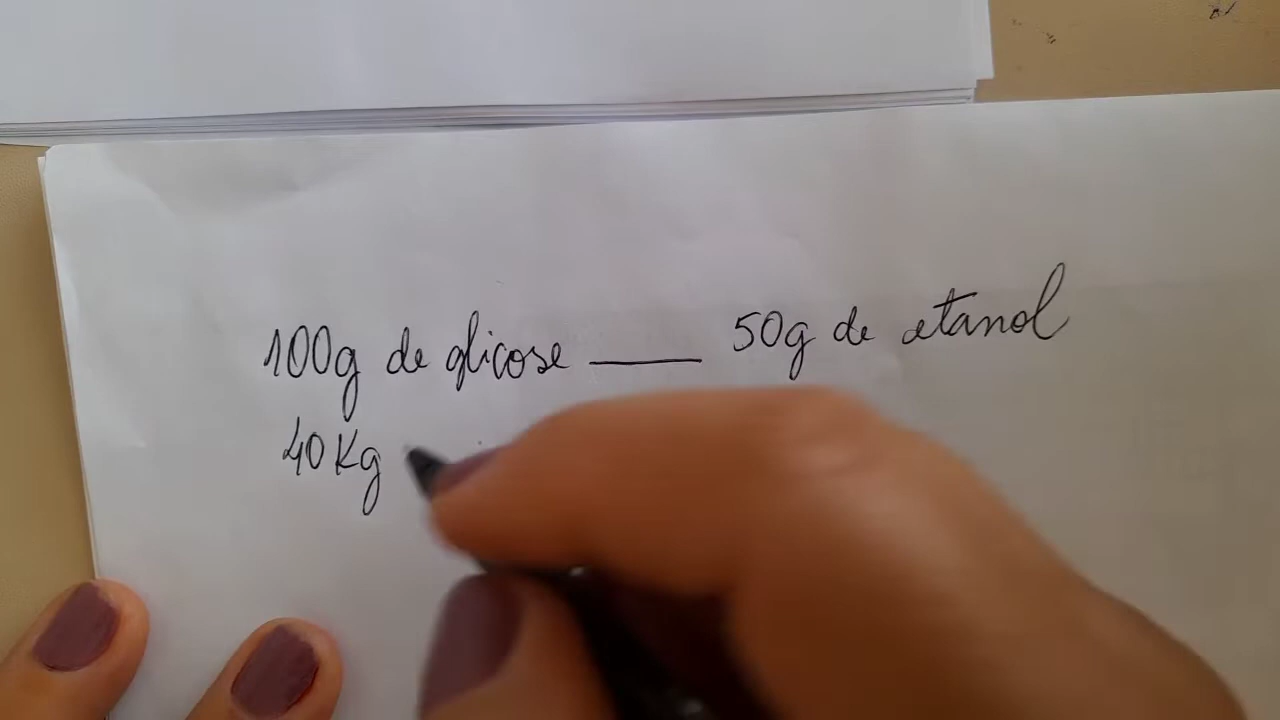 100g de glicose —— 50g de etanol
40Kg